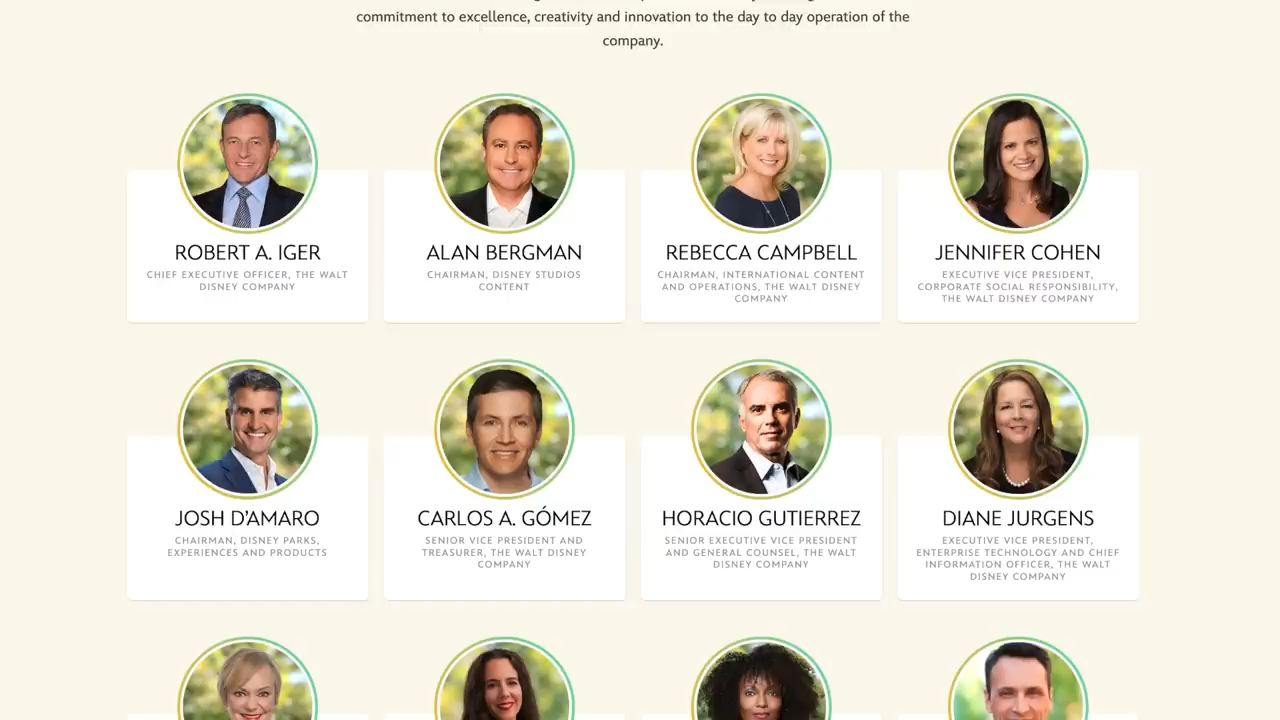 commitment to excellence, creativity and innovation to the day to day operation of the
company.
ROBERT A. IGER
CHIEF EXECUTIVE OFFICER, THE WALT
DISNEY COMPANY
ALAN BERGMAN
CHAIRMAN, DISNEY STUDIOS
CONTENT
REBECCA CAMPBELL
CHAIRMAN, INTERNATIONAL CONTENT
AND OPERATIONS, THE WALT DISNEY
COMPANY
JENNIFER COHEN
EXECUTIVE VICE PRESIDENT,
CORPORATE SOCIAL RESPONSIBILITY,
THE WALT DISNEY COMPANY
JOSH D’AMARO
CHAIRMAN, DISNEY PARKS,
EXPERIENCES AND PRODUCTS
CARLOS A. GÓMEZ
SENIOR VICE PRESIDENT AND
TREASURER, THE WALT DISNEY
COMPANY
HORACIO GUTIERREZ
SENIOR EXECUTIVE VICE PRESIDENT
AND GENERAL COUNSEL, THE WALT
DISNEY COMPANY
DIANE JURGENS
EXECUTIVE VICE PRESIDENT,
ENTERPRISE TECHNOLOGY AND CHIEF
INFORMATION OFFICER, THE WALT
DISNEY COMPANY